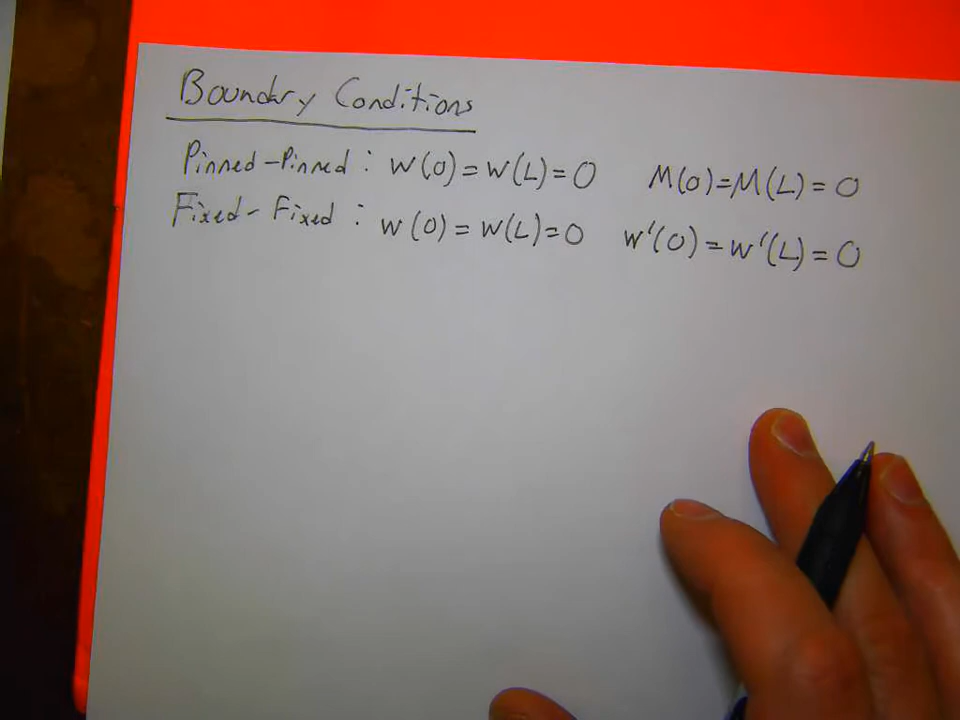 Boundary Conditions
Pinned-Pinned: w(0)=w(L)=0 M(0)=M(L)=0
Fixed-Fixed: w(0)=w(L)=0 w'(0)=w'(L)=0